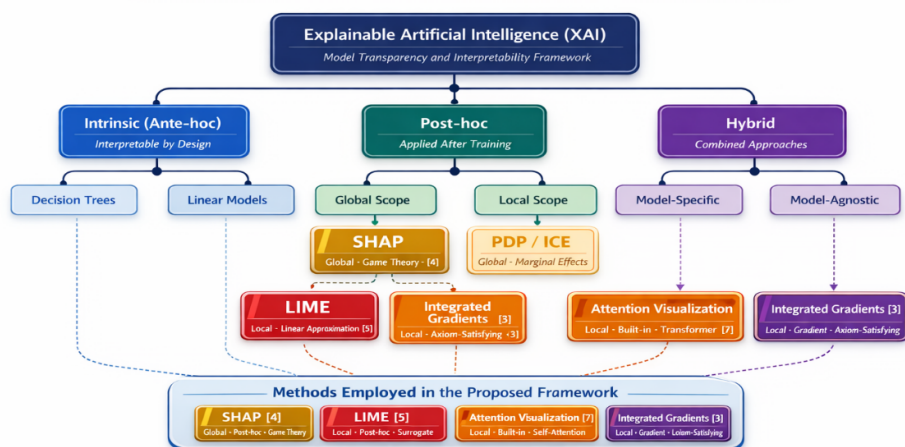 Explainable Artificial Intelligence (XAI)
Model Transparency and Interpretability Framework
Intrinsic (Ante-hoc)
Interpretable by Design
Post-hoc
Applied After Training
Hybrid
Combined Approaches
Decision Trees
Linear Models
Global Scope
Local Scope
Model-Specific
Model-Agnostic
SHAP
Global · Game Theory · [4]
PDP / ICE
Global · Marginal Effects
LIME
Local · Linear Approximation [5]
Integrated
Gradients [3]
Local · Axiom-Satisfying ‹3]
Attention Visualization
Local · Built-in · Transformer [7]
Integrated Gradients [3]
Local · Gradient · Axiom-Satisfying
Methods Employed in the Proposed Framework
SHAP [4]
Global · Post-hoc · Game Theory
LIME [5]
Local · Post-hoc · Surrogate
Attention Visualization [7]
Local · Built-in · Self-Attention
Integrated Gradients [3]
Local · Gradient · Loiom-Satisfying